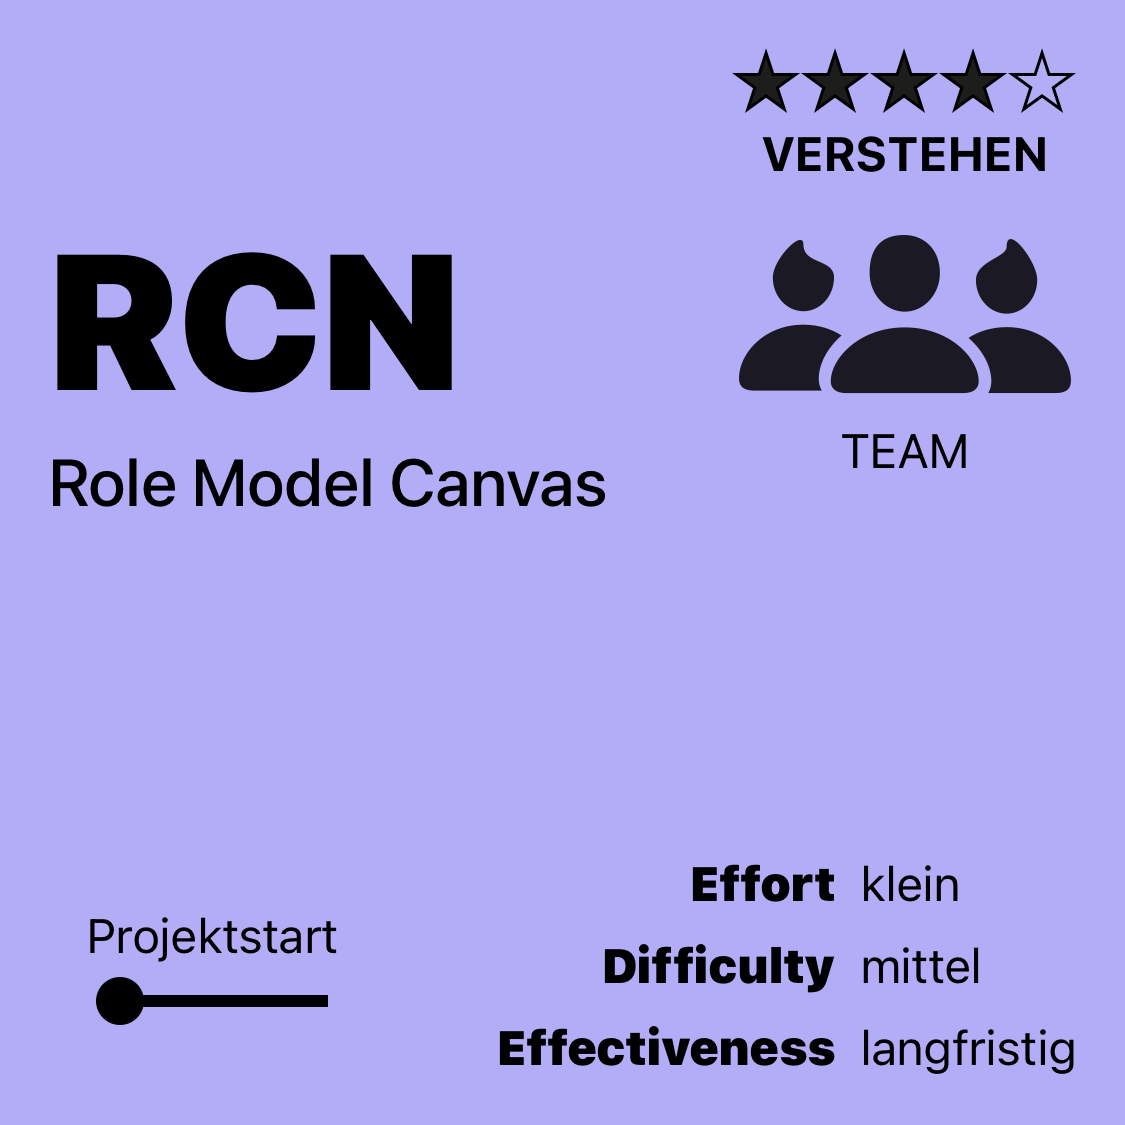 VERSTEHEN
RCN
Role Model Canvas
TEAM
Projektstart
Effort klein
Difficulty mittel
Effectiveness langfristig